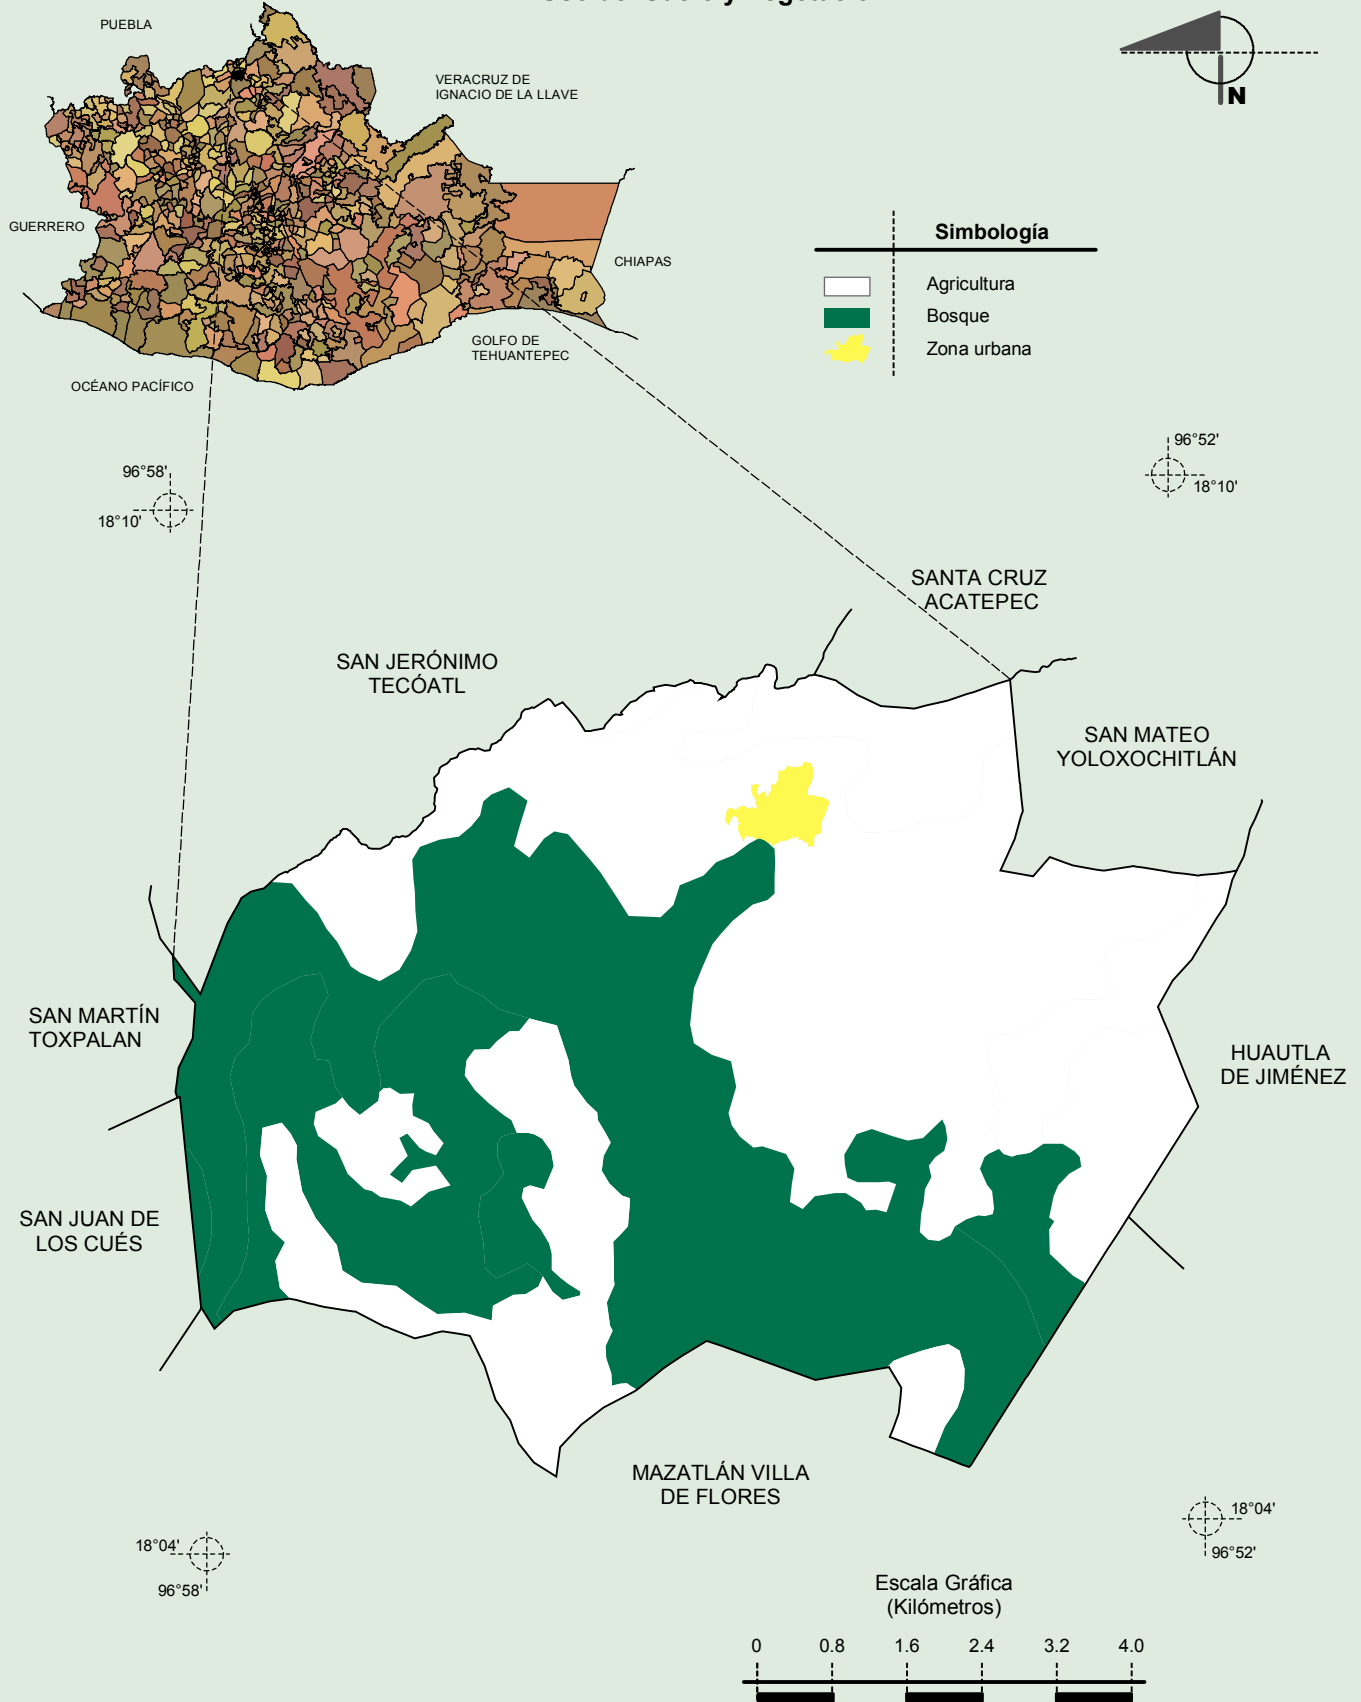 PUEBLA
VERACRUZ DE
IGNACIO DE LA LLAVE
N
GUERRERO
CHIAPAS
GOLFO DE
TEHUANTEPEC
OCÉANO PACÍFICO
Simbología
Agricultura
Bosque
Zona urbana
96°58'
18°10'
96°52'
18°10'
SANTA CRUZ
ACATEPEC
SAN JERÓNIMO
TECÓATL
SAN MATEO
YOLOXOCHITLÁN
SAN MARTÍN
TOXPALAN
HUAUTLA
DE JIMÉNEZ
SAN JUAN DE
LOS CUÉS
MAZATLÁN VILLA
DE FLORES
18°04'
96°58'
18°04'
96°52'
Escala Gráfica
(Kilómetros)
0 0.8 1.6 2.4 3.2 4.0